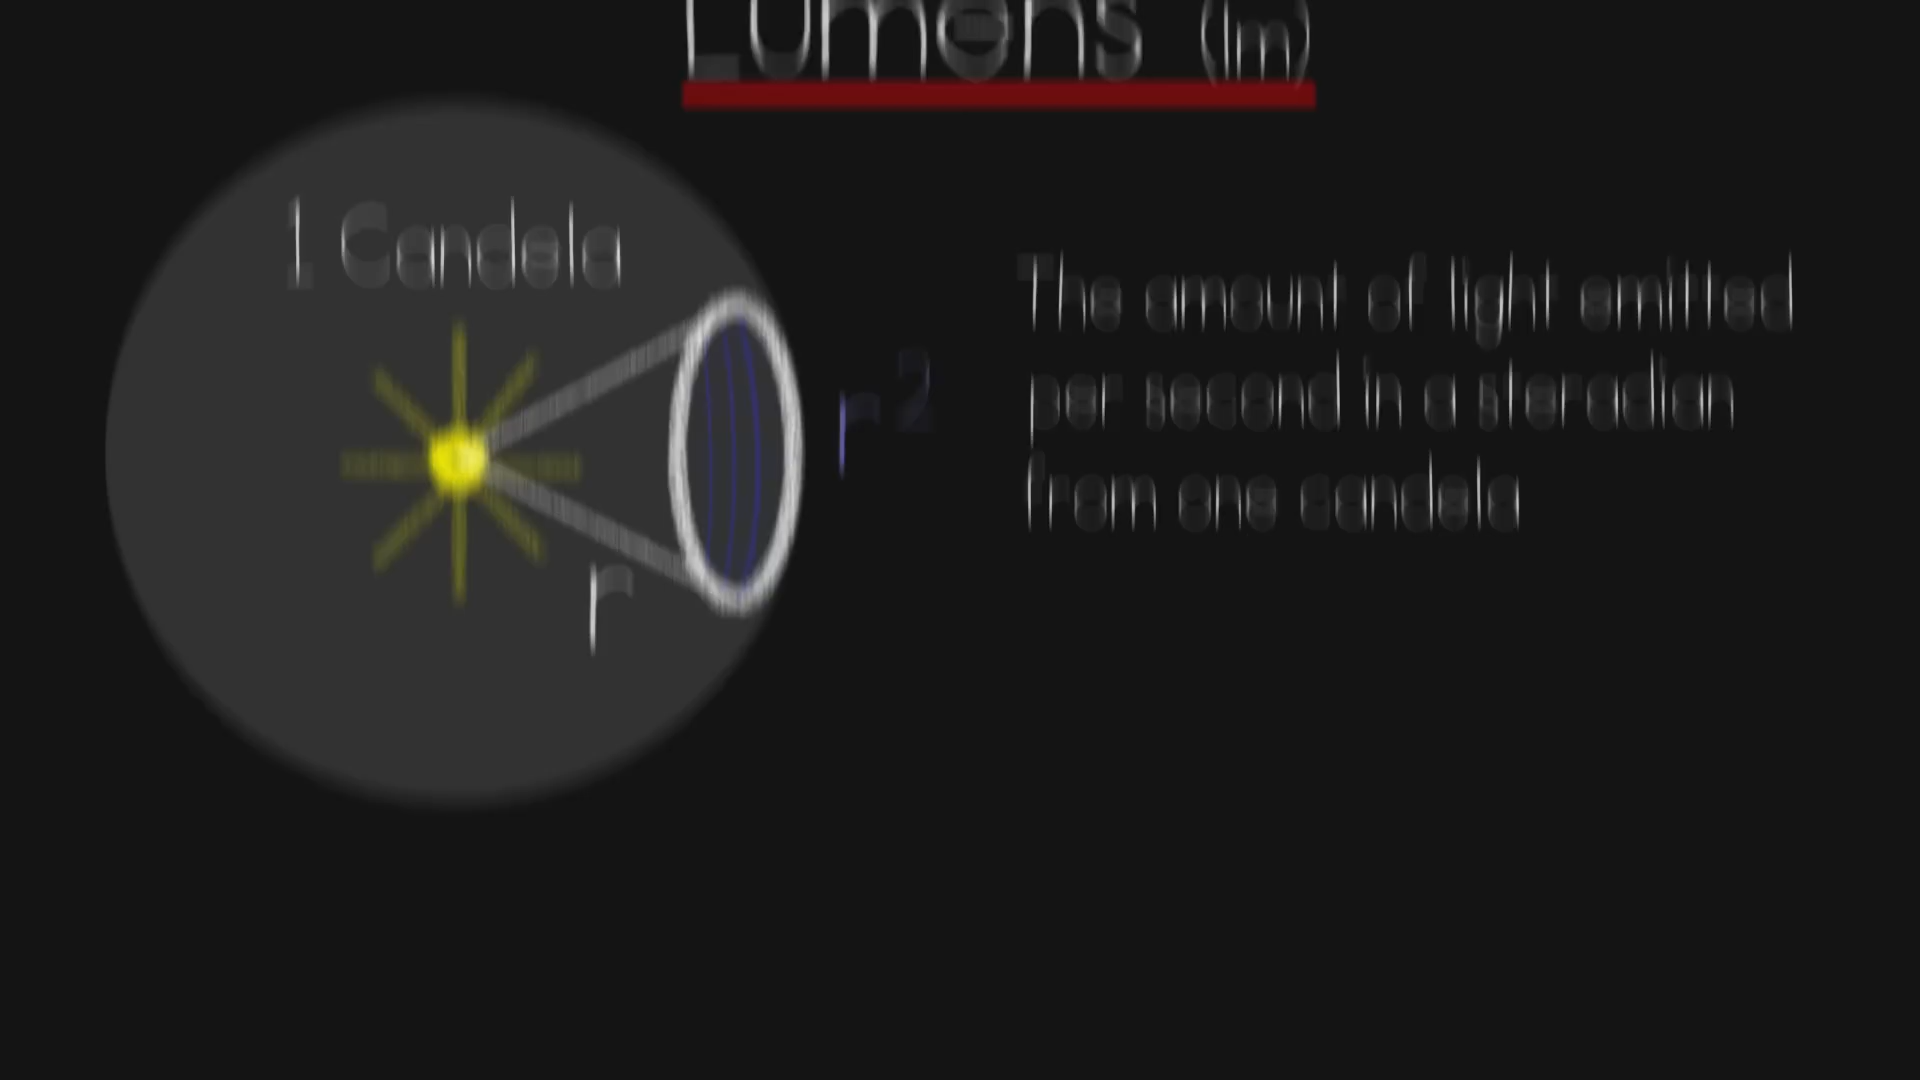 Lumens (lm)
1 Candela
The amount of light emitted
per second in a steradian
from one candela
r²
r